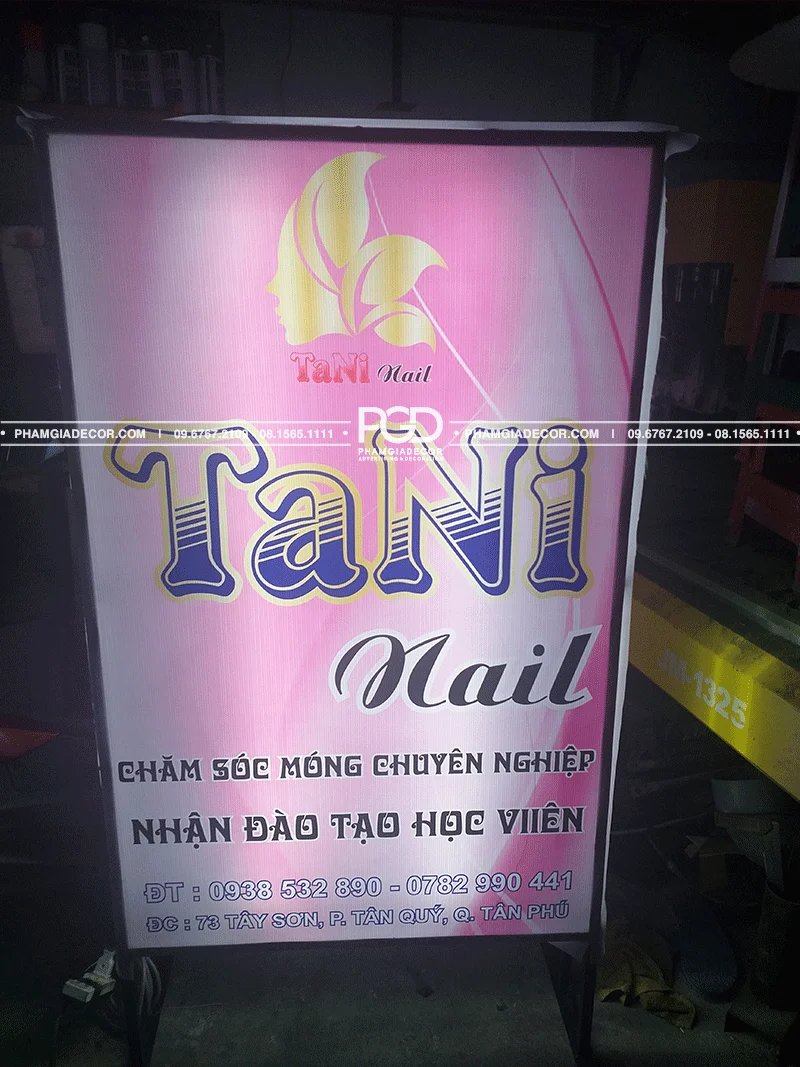 TaNi Nail
PHAMGIADECOR.COM | 09.6767.2109 - 08.1565.1111 • PGD • PHAMGIADECOR.COM | 09.6767.2109 - 08.1565.1111
PHAMGIADECOR
ADVERTISING & DECORATION
TaNi
Nail
CHĂM SÓC MÓNG CHUYÊN NGHIỆP
NHẬN ĐÀO TẠO HỌC VIIÊN
ĐT : 0938 532 890 - 0782 990 441
ĐC : 73 TÂY SƠN, P. TÂN QUÝ, Q. TÂN PHÚ
JM-1325